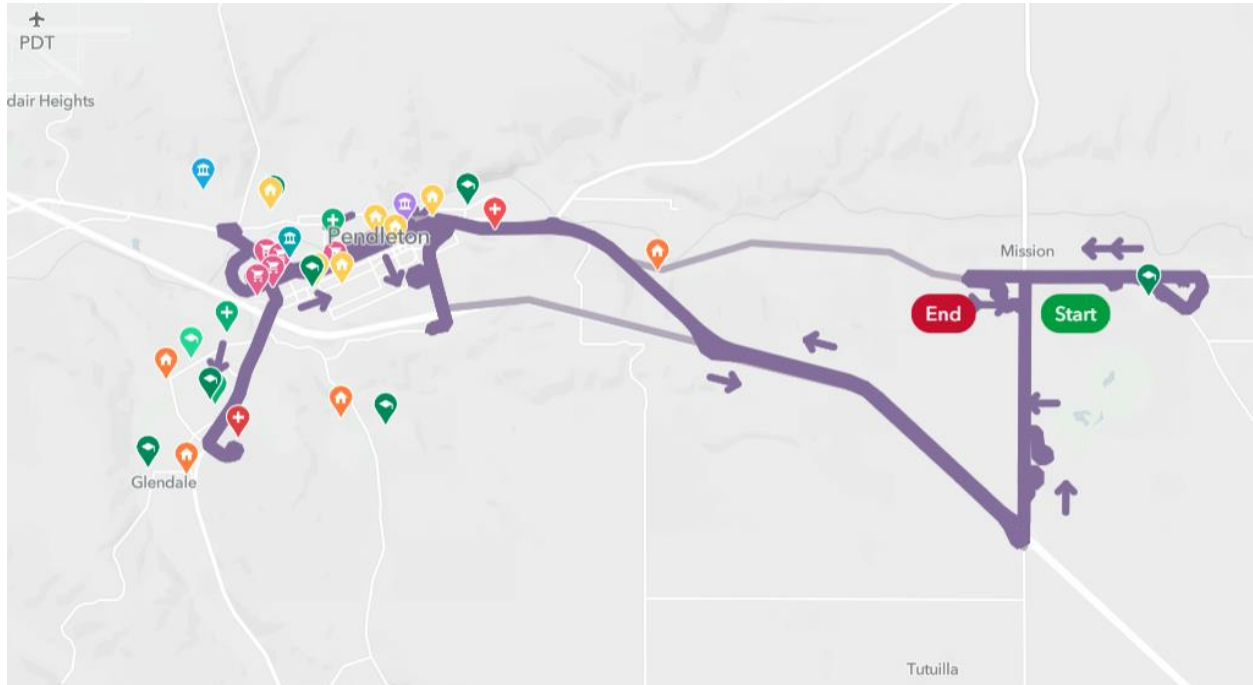 PDT
dair Heights
Pendleton
Mission
End
Start
Glendale
Tutuilla